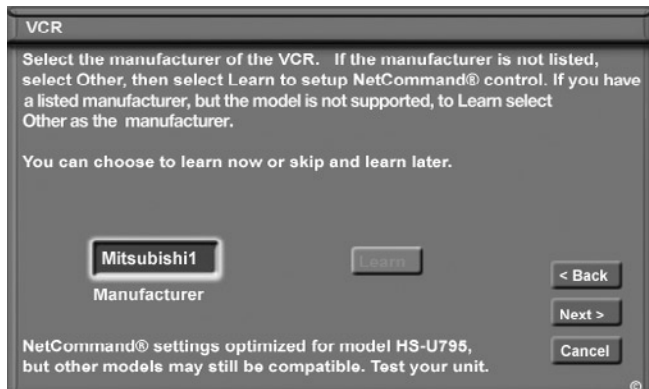 VCR
Select the manufacturer of the VCR. If the manufacturer is not listed,
select Other, then select Learn to setup NetCommand® control. If you have
a listed manufacturer, but the model is not supported, to Learn select
Other as the manufacturer.
You can choose to learn now or skip and learn later.
Mitsubishi1
Learn
Manufacturer
< Back
Next >
Cancel
NetCommand® settings optimized for model HS-U795,
but other models may still be compatible. Test your unit.
©